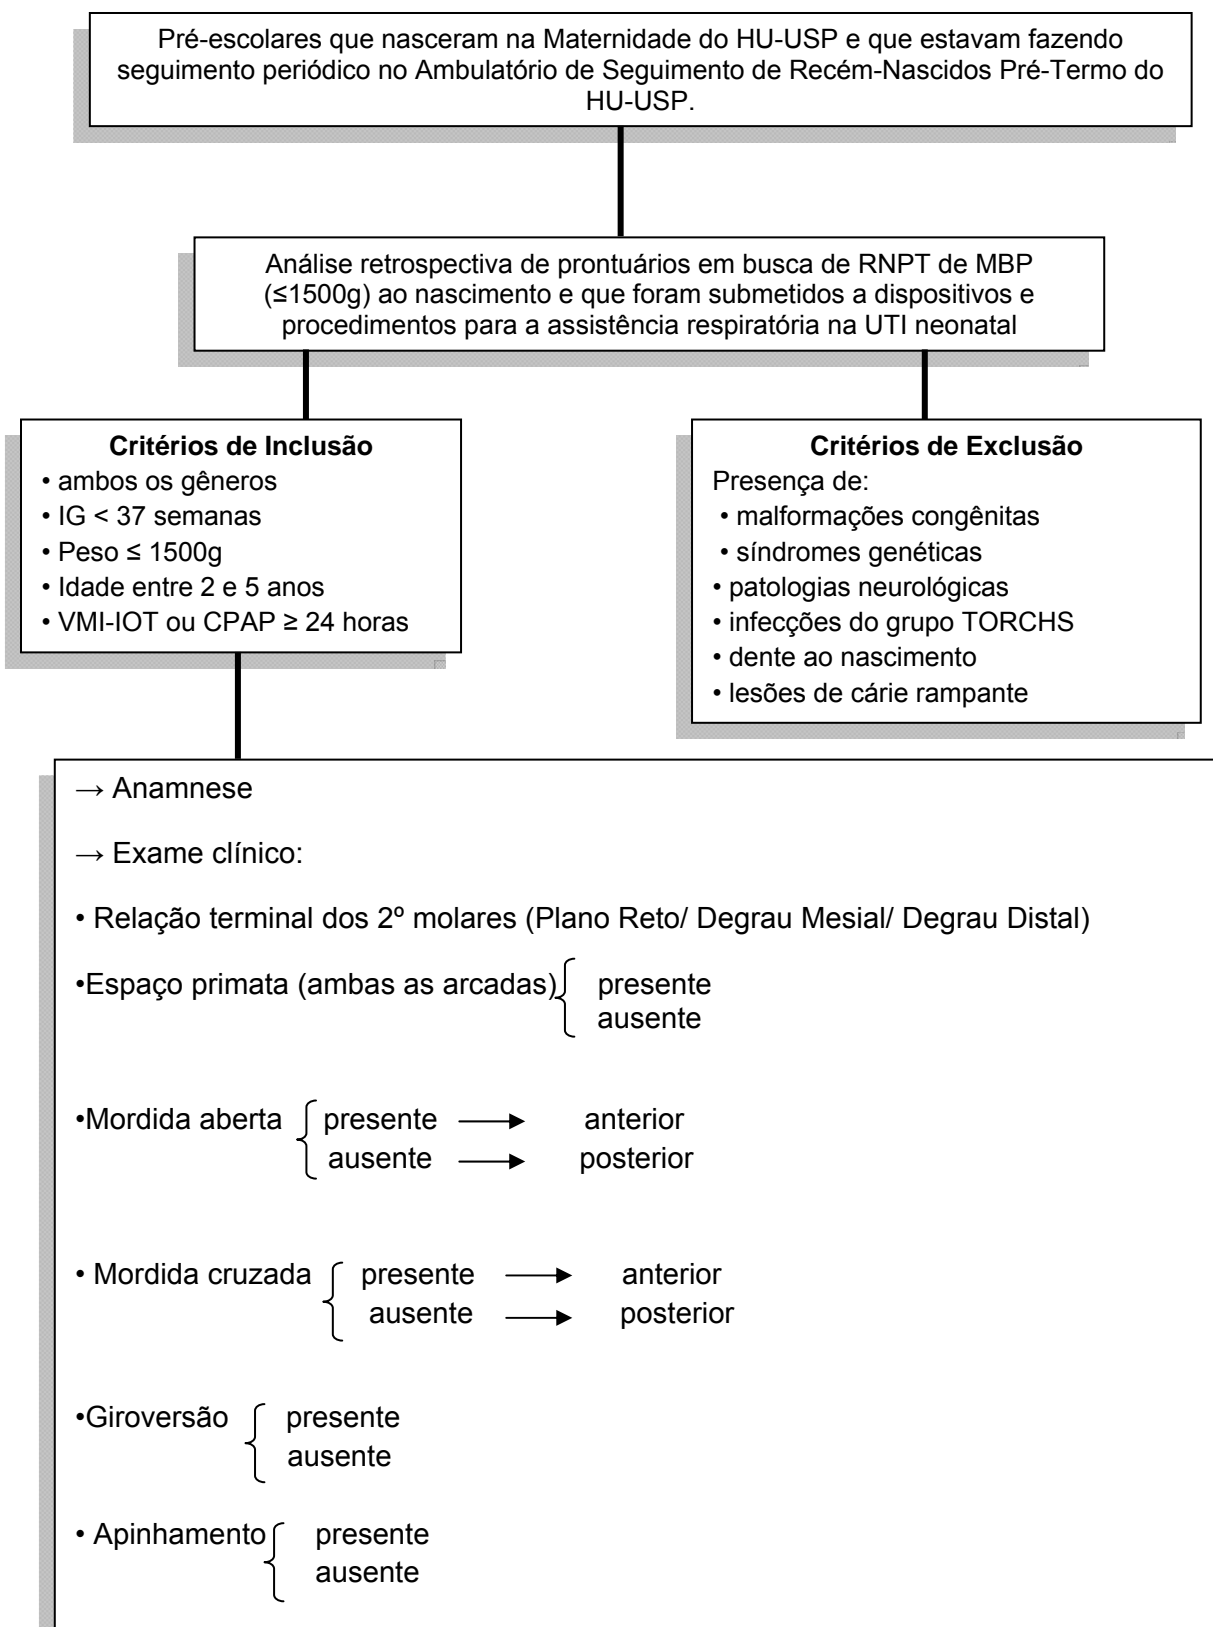 Pré-escolares que nasceram na Maternidade do HU-USP e que estavam fazendo
seguimento periódico no Ambulatório de Seguimento de Recém-Nascidos Pré-Termo do
HU-USP.
Análise retrospectiva de prontuários em busca de RNPT de MBP
(≤1500g) ao nascimento e que foram submetidos a dispositivos e
procedimentos para a assistência respiratória na UTI neonatal
Critérios de Inclusão
• ambos os gêneros
• IG < 37 semanas
• Peso ≤ 1500g
• Idade entre 2 e 5 anos
• VMI-IOT ou CPAP ≥ 24 horas
Critérios de Exclusão
Presença de:
• malformações congênitas
• síndromes genéticas
• patologias neurológicas
• infecções do grupo TORCHS
• dente ao nascimento
• lesões de cárie rampante
→ Anamnese
→ Exame clínico:
• Relação terminal dos 2º molares (Plano Reto/ Degrau Mesial/ Degrau Distal)
•Espaço primata (ambas as arcadas) presente
ausente
•Mordida aberta presente → anterior
ausente → posterior
• Mordida cruzada presente → anterior
ausente → posterior
•Giroversão presente
ausente
• Apinhamento presente
ausente